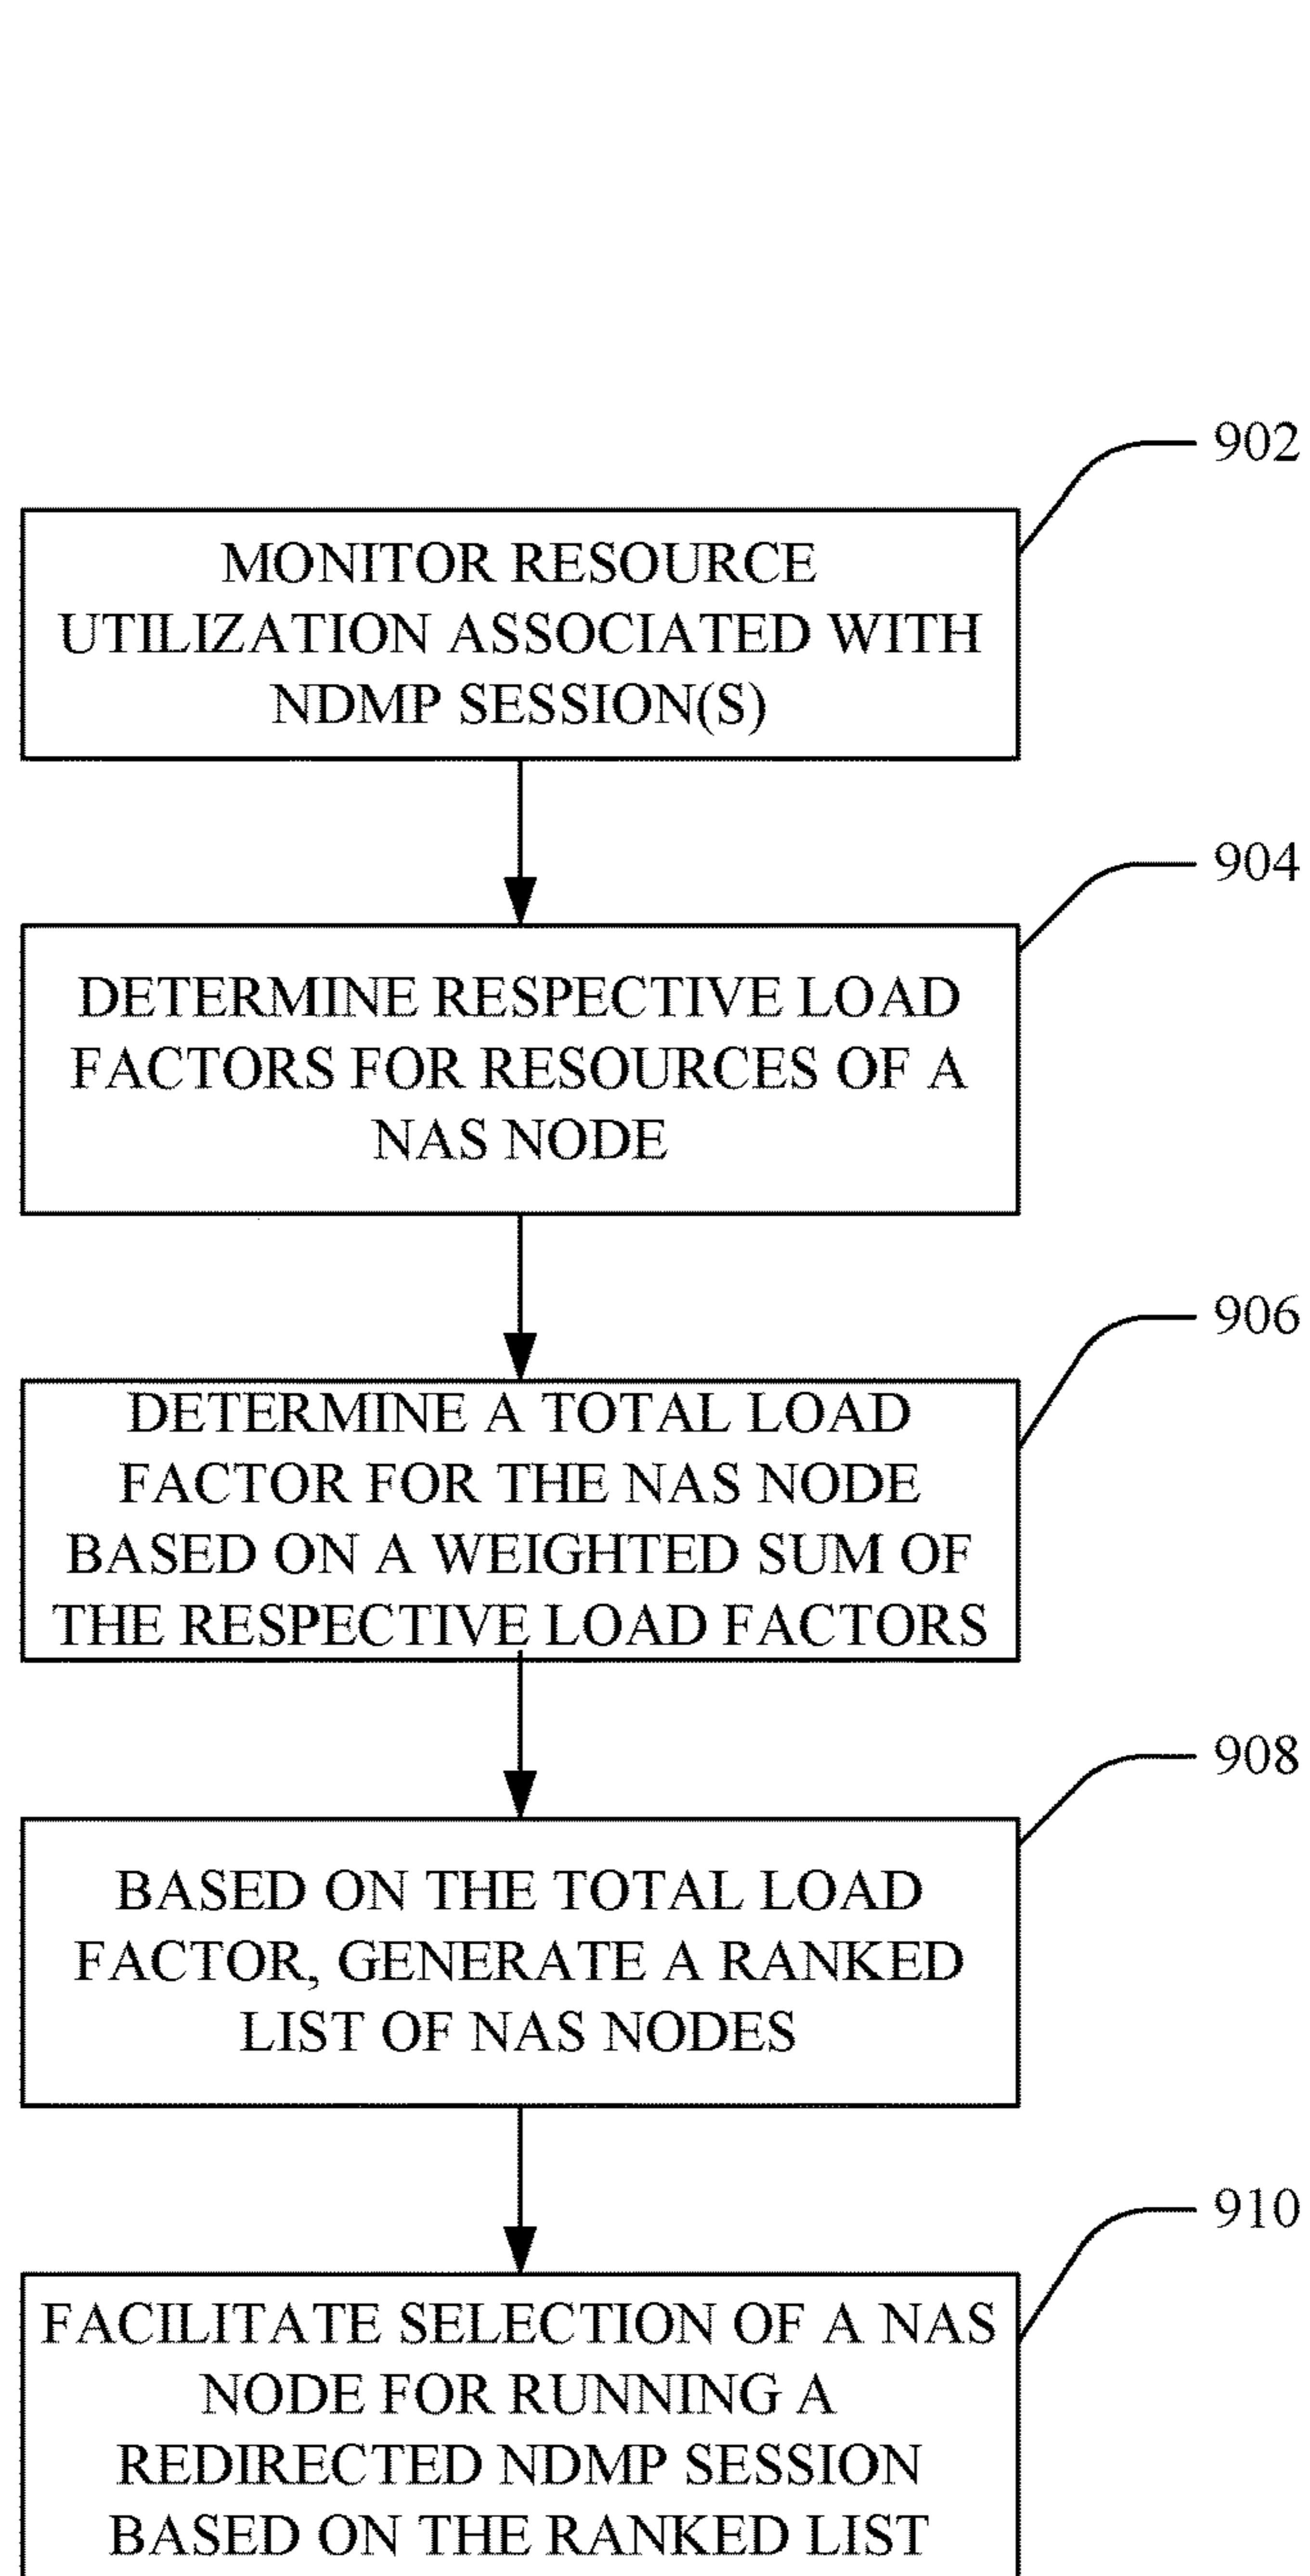 902
MONITOR RESOURCE
UTILIZATION ASSOCIATED WITH
NDMP SESSION(S)
904
DETERMINE RESPECTIVE LOAD
FACTORS FOR RESOURCES OF A
NAS NODE
906
DETERMINE A TOTAL LOAD
FACTOR FOR THE NAS NODE
BASED ON A WEIGHTED SUM OF
THE RESPECTIVE LOAD FACTORS
908
BASED ON THE TOTAL LOAD
FACTOR, GENERATE A RANKED
LIST OF NAS NODES
910
FACILITATE SELECTION OF A NAS
NODE FOR RUNNING A
REDIRECTED NDMP SESSION
BASED ON THE RANKED LIST